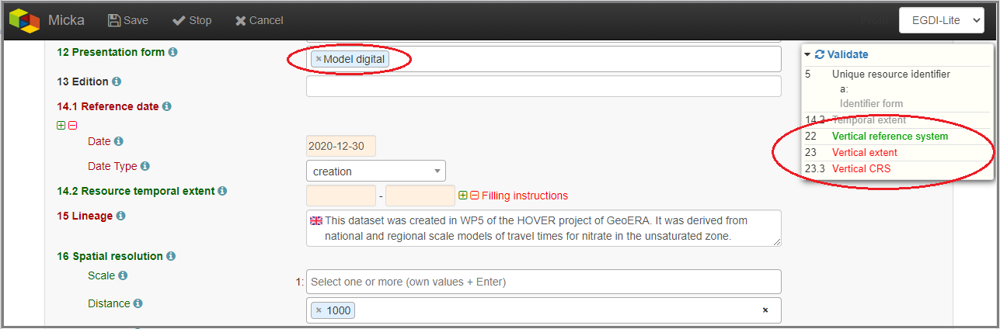 Micka Save Stop Cancel EGDI-Lite
12 Presentation form × Model digital
13 Edition
14.1 Reference date
Date 2020-12-30
Date Type creation
14.2 Resource temporal extent - Filling instructions
15 Lineage This dataset was created in WP5 of the HOVER project of GeoERA. It was derived from
national and regional scale models of travel times for nitrate in the unsaturated zone.
16 Spatial resolution
Scale 1: Select one or more (own values + Enter)
Distance × 1000 ×
Validate
5 Unique resource identifier
a:
Identifier form
14.2 Temporal extent
22 Vertical reference system
23 Vertical extent
23.3 Vertical CRS